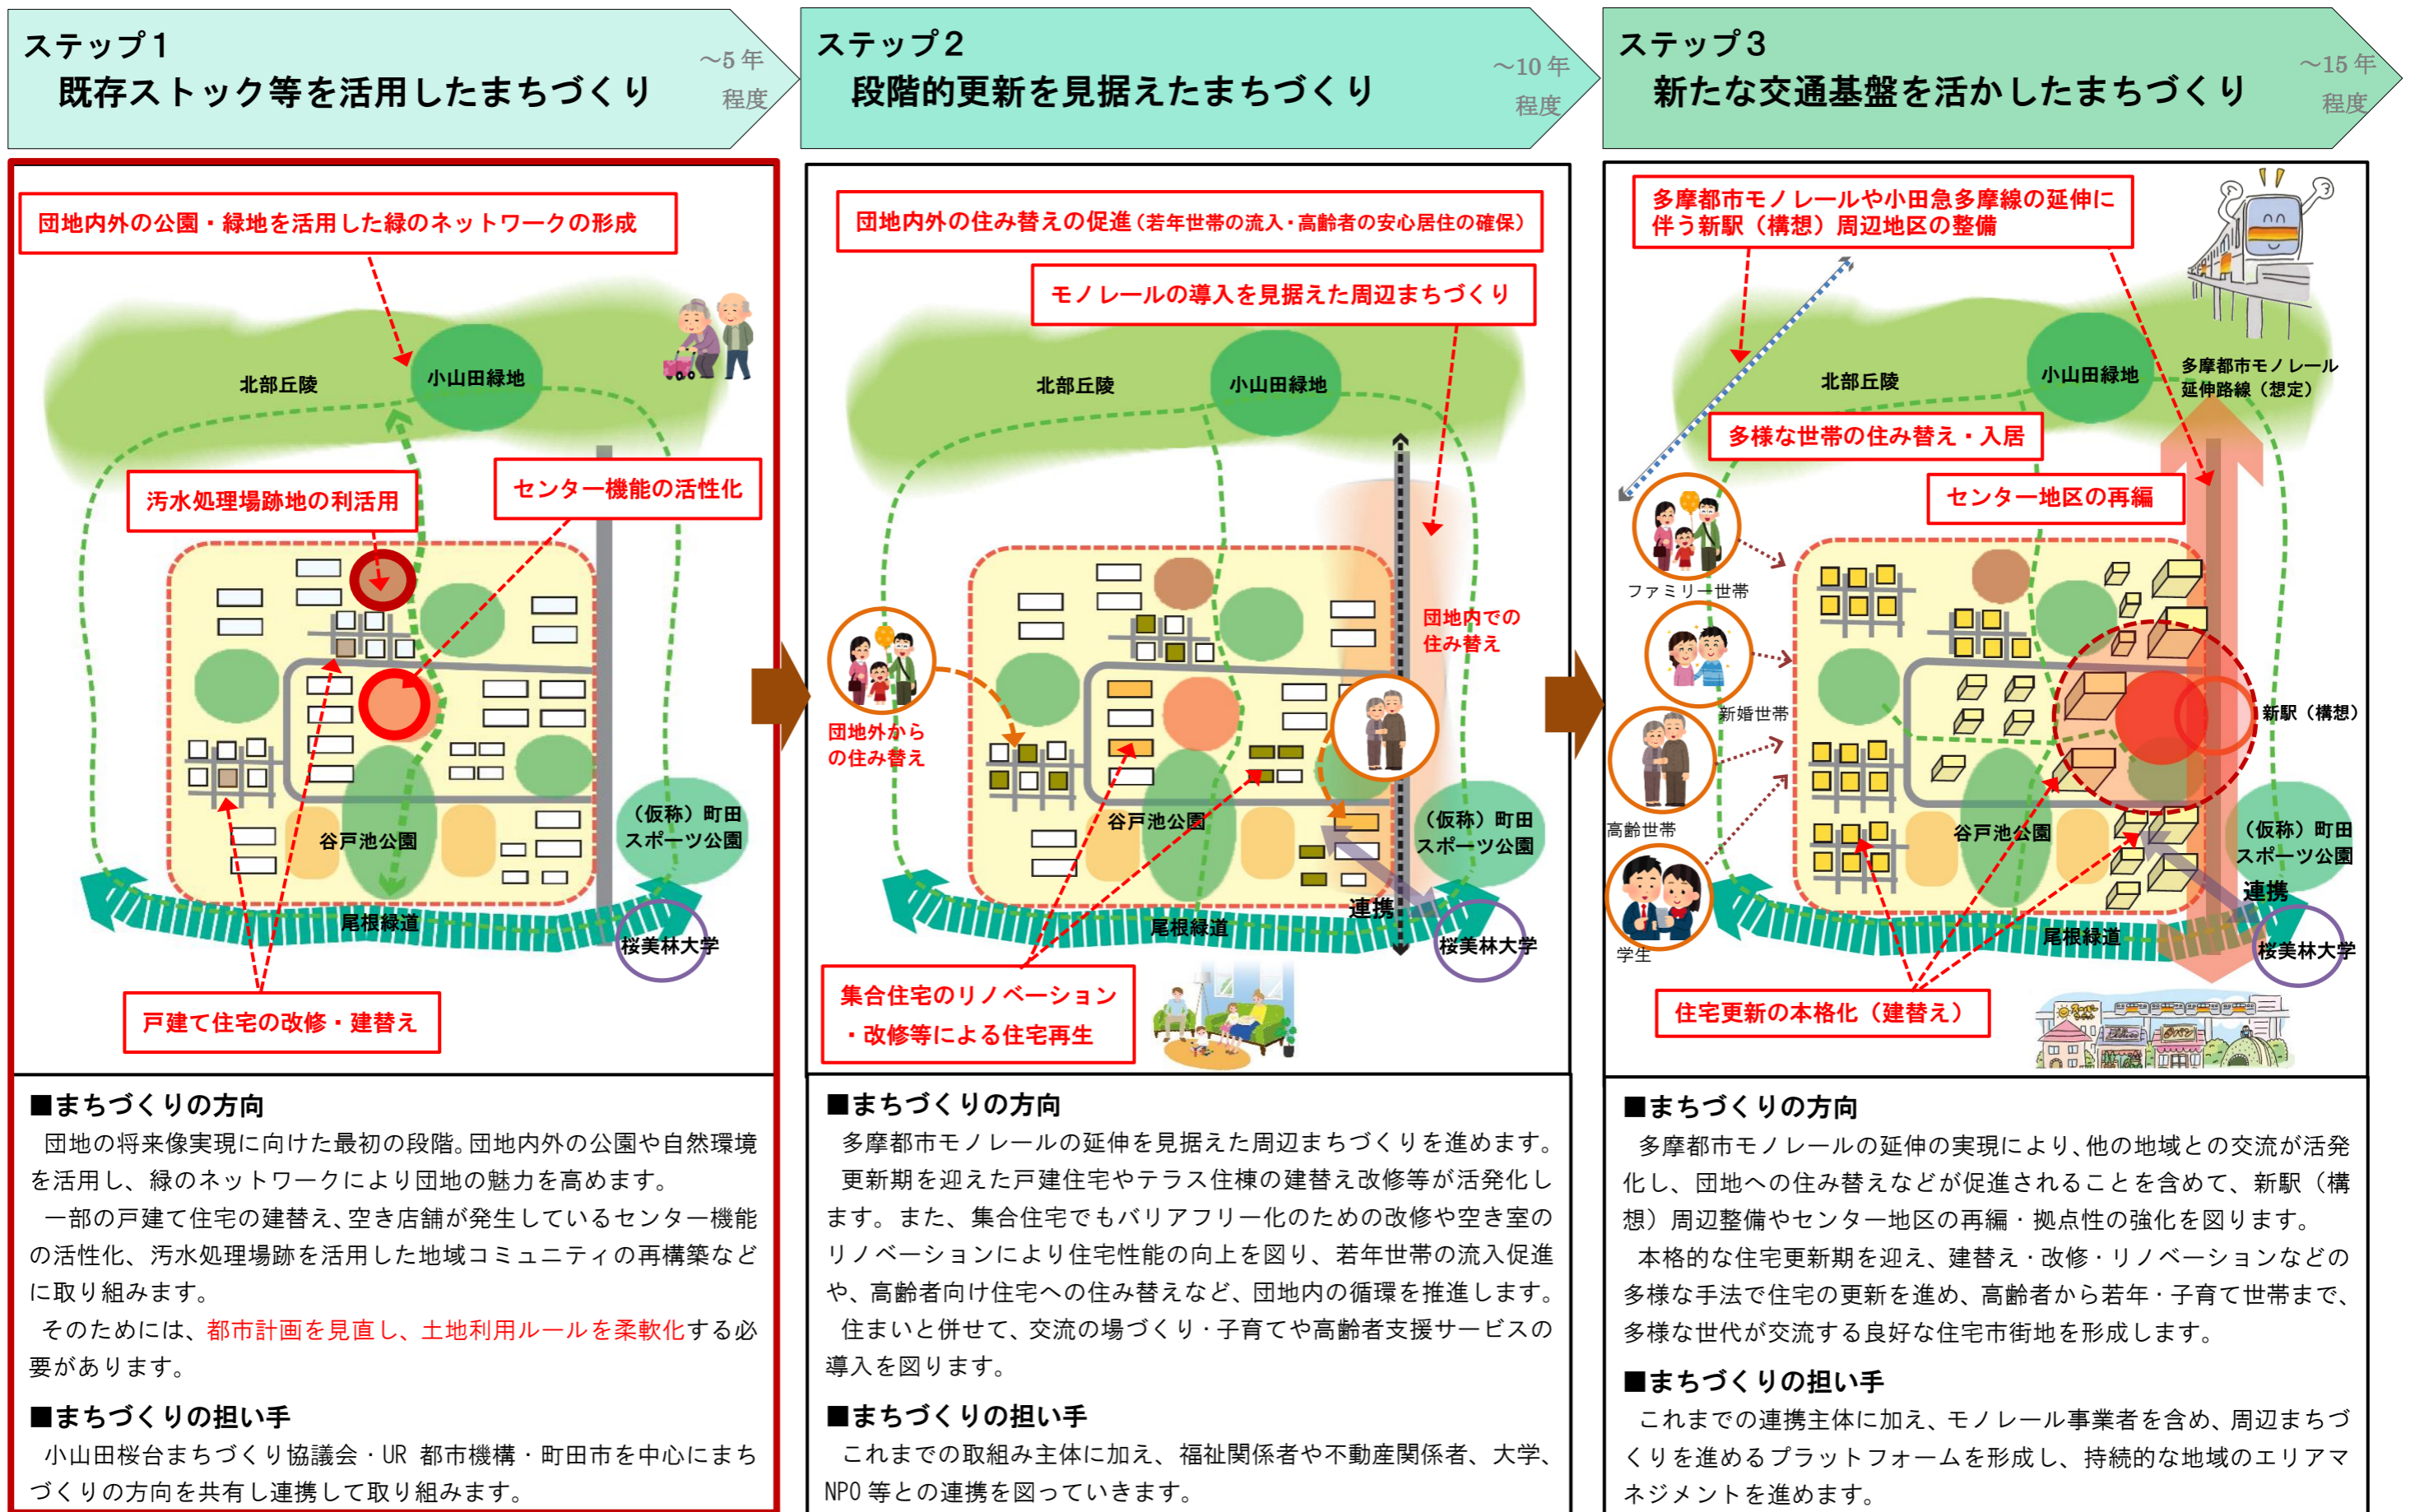 ステップ1
既存ストック等を活用したまちづくり
～5年
程度
団地内外の公園・緑地を活用した緑のネットワークの形成
北部丘陵
小山田緑地
汚水処理場跡地の利活用
センター機能の活性化
谷戸池公園
（仮称）町田
スポーツ公園
尾根緑道
桜美林大学
戸建て住宅の改修・建替え
■まちづくりの方向
団地の将来像実現に向けた最初の段階。団地内外の公園や自然環境
を活用し、緑のネットワークにより団地の魅力を高めます。
一部の戸建て住宅の建替え、空き店舗が発生しているセンター機能
の活性化、汚水処理場跡を活用した地域コミュニティの再構築など
に取り組みます。
そのためには、都市計画を見直し、土地利用ルールを柔軟化する必
要があります。
■まちづくりの担い手
小山田桜台まちづくり協議会・UR 都市機構・町田市を中心にまち
づくりの方向を共有し連携して取り組みます。
ステップ2
段階的更新を見据えたまちづくり
～10年
程度
団地内外の住み替えの促進（若年世帯の流入・高齢者の安心居住の確保）
モノレールの導入を見据えた周辺まちづくり
北部丘陵
小山田緑地
団地内での
住み替え
団地外から
の住み替え
谷戸池公園
（仮称）町田
スポーツ公園
連携
尾根緑道
桜美林大学
集合住宅のリノベーション
・改修等による住宅再生
■まちづくりの方向
多摩都市モノレールの延伸を見据えた周辺まちづくりを進めます。
更新期を迎えた戸建住宅やテラス住棟の建替え改修等が活発化し
ます。また、集合住宅でもバリアフリー化のための改修や空き室の
リノベーションにより住宅性能の向上を図り、若年世帯の流入促進
や、高齢者向け住宅への住み替えなど、団地内の循環を推進します。
住まいと併せて、交流の場づくり・子育てや高齢者支援サービスの
導入を図ります。
■まちづくりの担い手
これまでの取組み主体に加え、福祉関係者や不動産関係者、大学、
NPO等との連携を図っていきます。
ステップ3
新たな交通基盤を活かしたまちづくり
～15年
程度
多摩都市モノレールや小田急多摩線の延伸に
伴う新駅（構想）周辺地区の整備
北部丘陵
小山田緑地
多摩都市モノレール
延伸路線（想定）
多様な世帯の住み替え・入居
センター地区の再編
ファミリー世帯
新婚世帯
新駅（構想）
高齢世帯
谷戸池公園
（仮称）町田
スポーツ公園
連携
尾根緑道
桜美林大学
学生
住宅更新の本格化（建替え）
■まちづくりの方向
多摩都市モノレールの延伸の実現により、他の地域との交流が活発
化し、団地への住み替えなどが促進されることを含めて、新駅（構
想）周辺整備やセンター地区の再編・拠点性の強化を図ります。
本格的な住宅更新期を迎え、建替え・改修・リノベーションなどの
多様な手法で住宅の更新を進め、高齢者から若年・子育て世帯まで、
多様な世代が交流する良好な住宅市街地を形成します。
■まちづくりの担い手
これまでの連携主体に加え、モノレール事業者を含め、周辺まちづ
くりを進めるプラットフォームを形成し、持続的な地域のエリアマ
ネジメントを進めます。